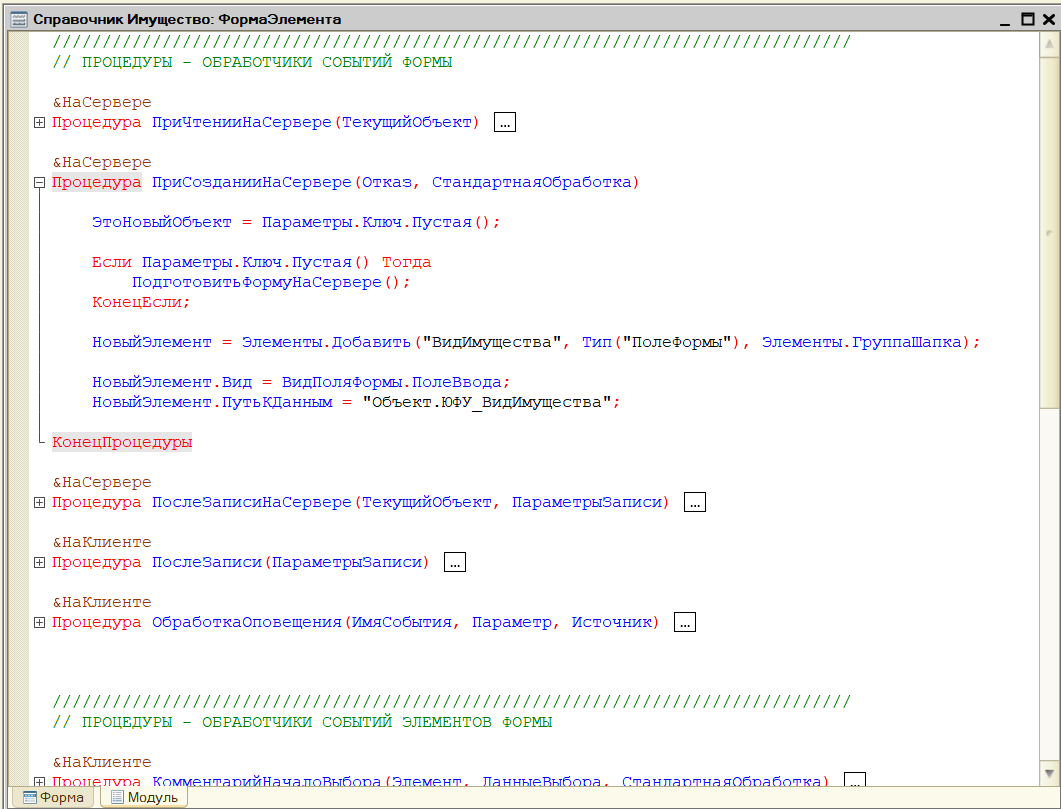 Справочник Имущество: ФормаЭлемента
////////////////////////////////////////////////////////////////////////////////
// ПРОЦЕДУРЫ - ОБРАБОТЧИКИ СОБЫТИЙ ФОРМЫ
&НаСервере
Процедура ПриЧтенииНаСервере(ТекущийОбъект) ...
&НаСервере
Процедура ПриСозданииНаСервере(Отказ, СтандартнаяОбработка)
ЭтоНовыйОбъект = Параметры.Ключ.Пустая();
Если Параметры.Ключ.Пустая() Тогда
ПодготовитьФормуНаСервере();
КонецЕсли;
НовыйЭлемент = Элементы.Добавить("ВидИмущества", Тип("ПолеФормы"), Элементы.ГруппаШапка);
НовыйЭлемент.Вид = ВидПоляФормы.ПолеВвода;
НовыйЭлемент.ПутьКДанным = "Объект.ЮФУ_ВидИмущества";
КонецПроцедуры
&НаСервере
Процедура ПослеЗаписиНаСервере(ТекущийОбъект, ПараметрыЗаписи) ...
&НаКлиенте
Процедура ПослеЗаписи(ПараметрыЗаписи) ...
&НаКлиенте
Процедура ОбработкаОповещения(ИмяСобытия, Параметр, Источник) ...
////////////////////////////////////////////////////////////////////////////////
// ПРОЦЕДУРЫ - ОБРАБОТЧИКИ СОБЫТИЙ ЭЛЕМЕНТОВ ФОРМЫ
&НаКлиенте
Процедура КомментарийНачалоВыбора(Элемент, ДанныеВыбора, СтандартнаяОбработка) ...
Форма Модуль